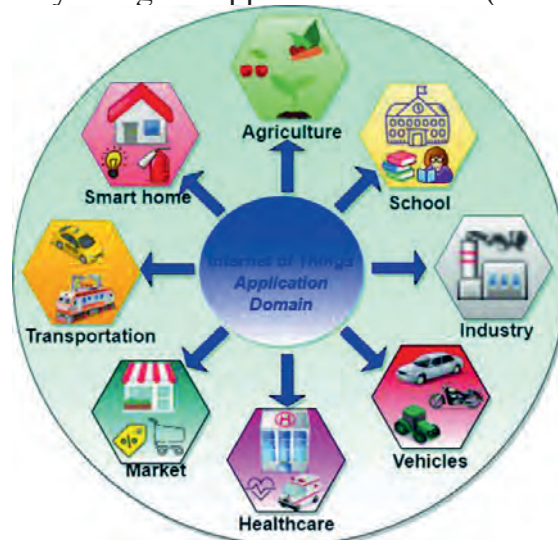 Agriculture
Smart home
School
Internet of Things
Application
Domain
Transportation
Industry
Market
Vehicles
Healthcare